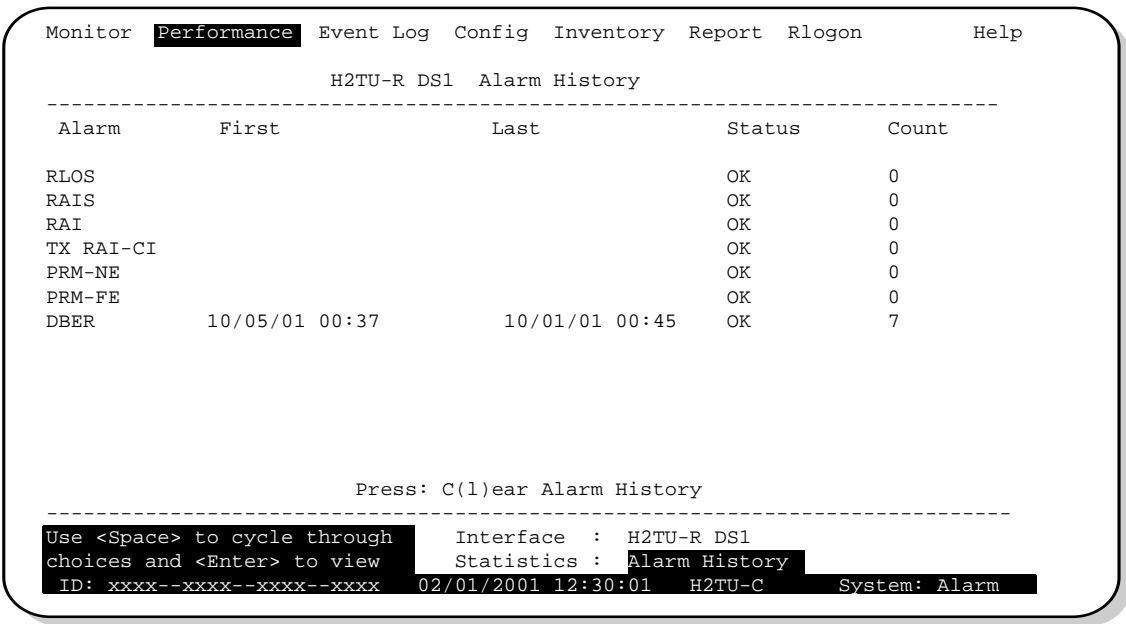 Monitor Performance Event Log Config Inventory Report Rlogon Help
H2TU-R DS1 Alarm History
--------------------------------------------------------------------------------
Alarm First Last Status Count
RLOS OK 0
RAIS OK 0
RAI OK 0
TX RAI-CI OK 0
PRM-NE OK 0
PRM-FE OK 0
DBER 10/05/01 00:37 10/01/01 00:45 OK 7
Press: C(l)ear Alarm History
--------------------------------------------------------------------------------
Use <Space> to cycle through Interface : H2TU-R DS1
choices and <Enter> to view Statistics : Alarm History
ID: xxxx--xxxx--xxxx--xxxx 02/01/2001 12:30:01 H2TU-C System: Alarm